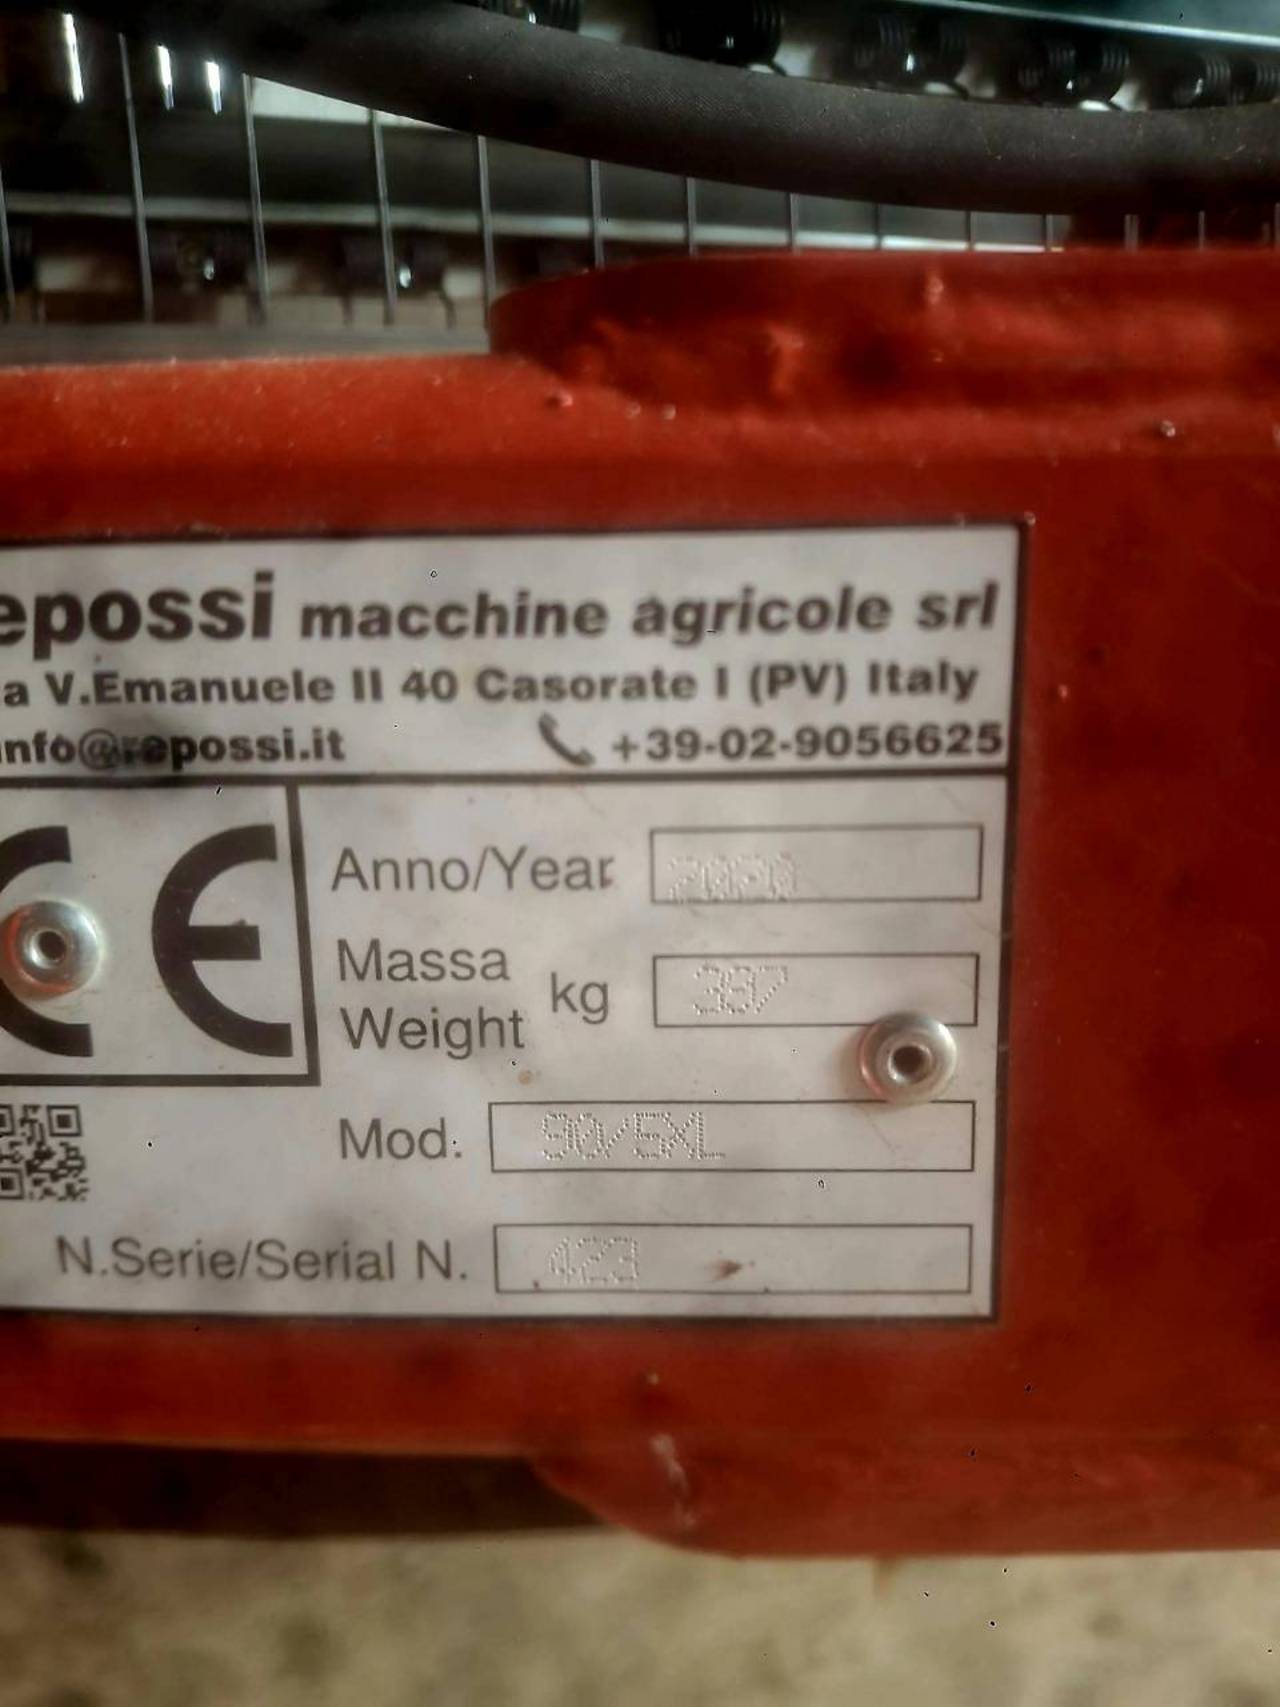 epossi macchine agricole srl
a V.Emanuele II 40 Casorate I (PV) Italy
info@repossi.it +39-02-9056625
CE
Anno/Year 2020
Massa
Weight kg 387
Mod: 90/5XL
N.Serie/Serial N. 423